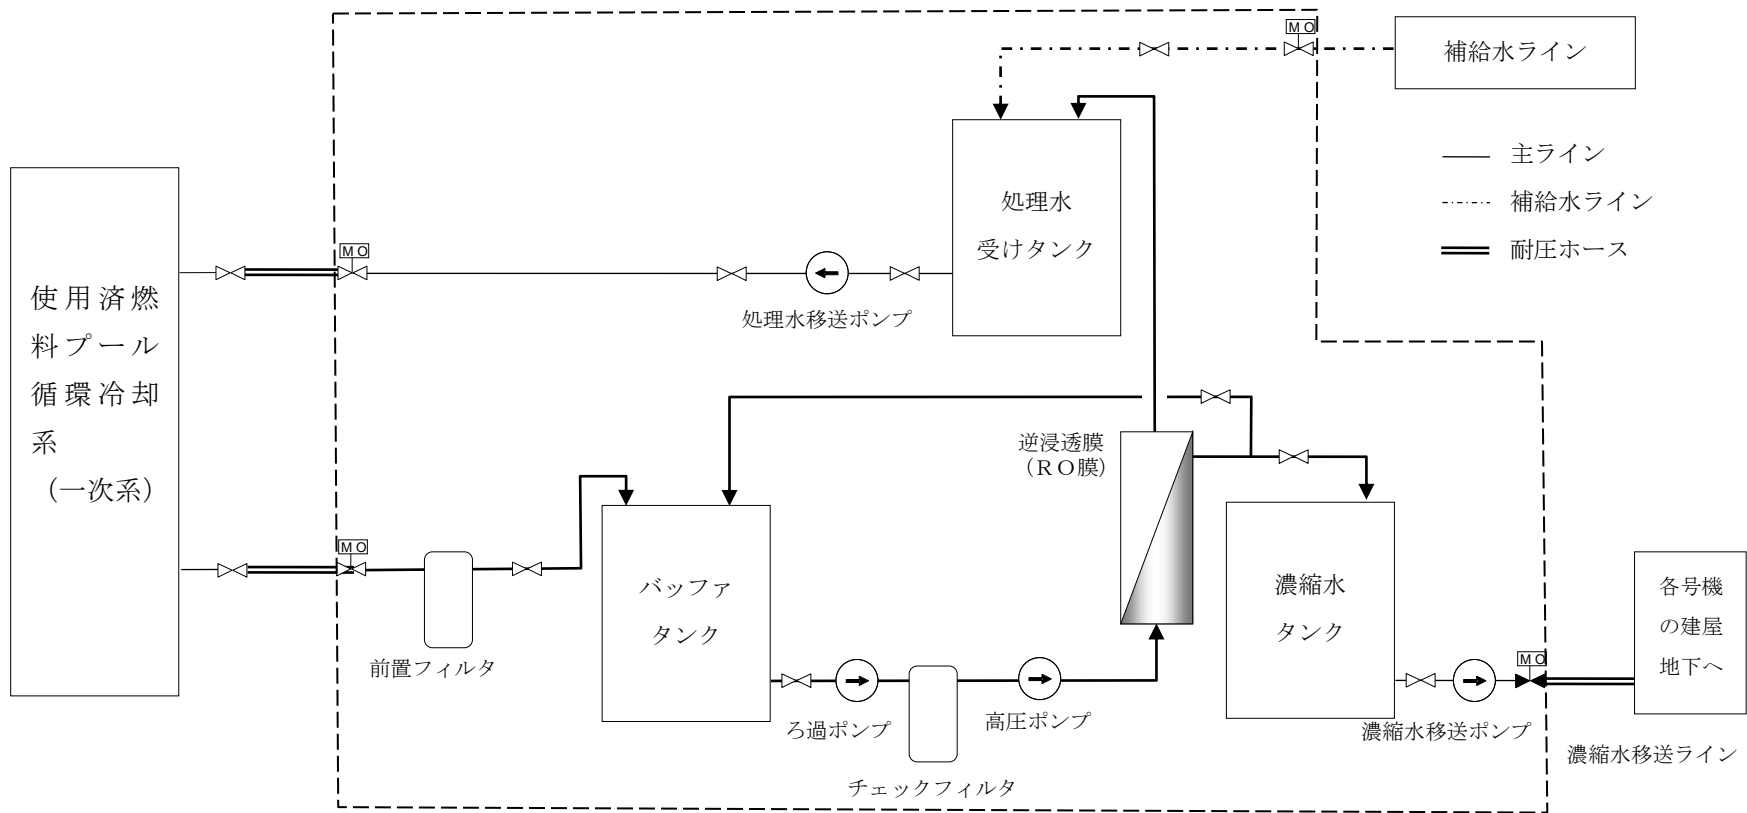 MO
補給水ライン
主ライン
補給水ライン
耐圧ホース
処理水
受けタンク
MO
処理水移送ポンプ
使用済燃
料プール
循環冷却
系
（一次系）
逆浸透膜
（ＲＯ膜）
MO
前置フィルタ
バッファ
タンク
ろ過ポンプ
チェックフィルタ
高圧ポンプ
濃縮水
タンク
濃縮水移送ポンプ
MO
各号機
の建屋
地下へ
濃縮水移送ライン